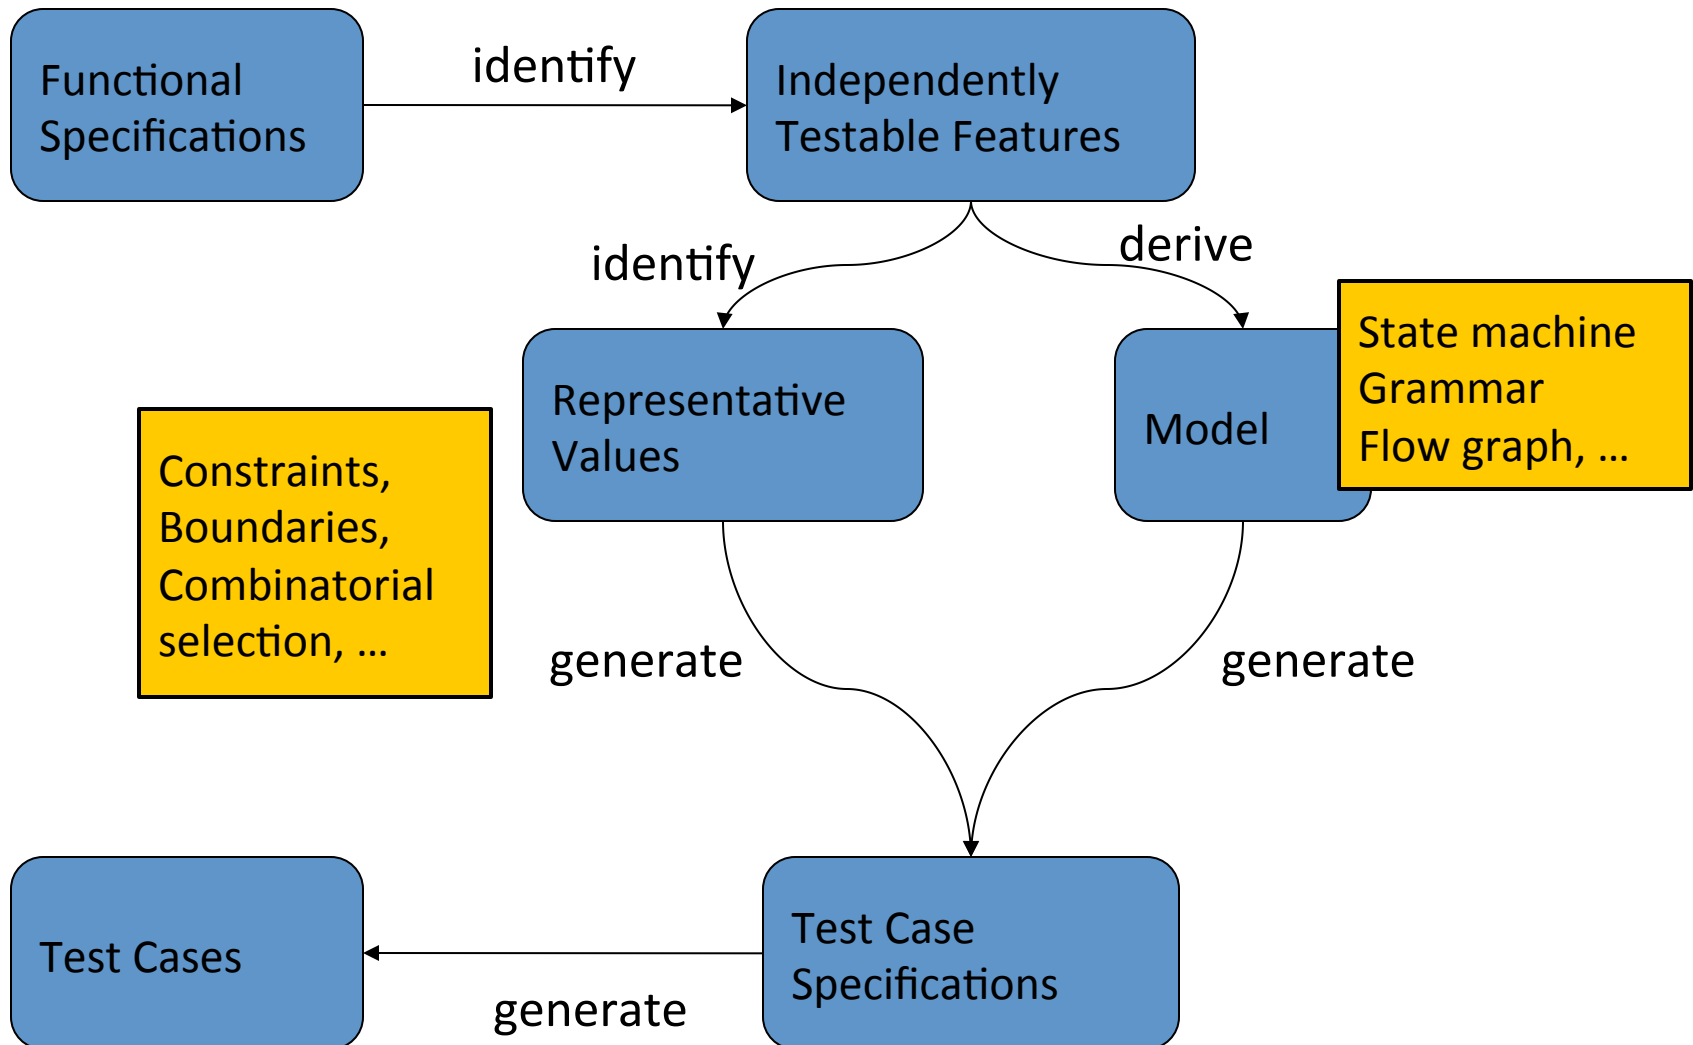 Functional
Specifications
identify
Independently
Testable Features
identify
derive
Representative
Values
Model
State machine
Grammar
Flow graph, ...
Constraints,
Boundaries,
Combinatorial
selection, ...
generate
generate
Test Cases
generate
Test Case
Specifications